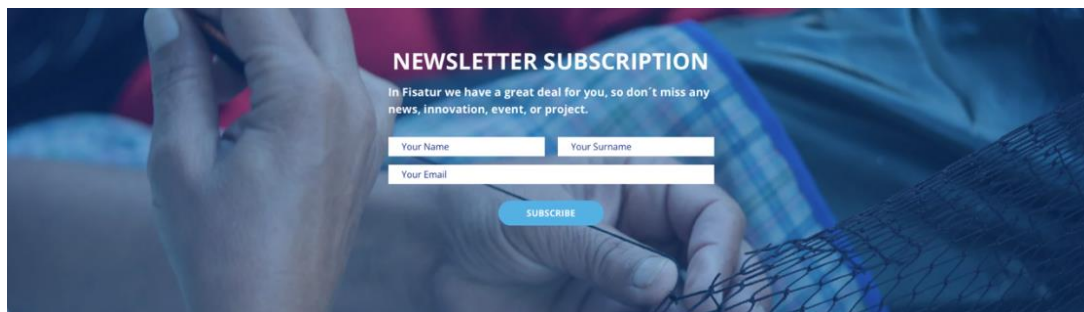 NEWSLETTER SUBSCRIPTION
In Fisatur we have a great deal for you, so don´t miss any
news, innovation, event, or project.
Your Name
Your Surname
Your Email
SUBSCRIBE